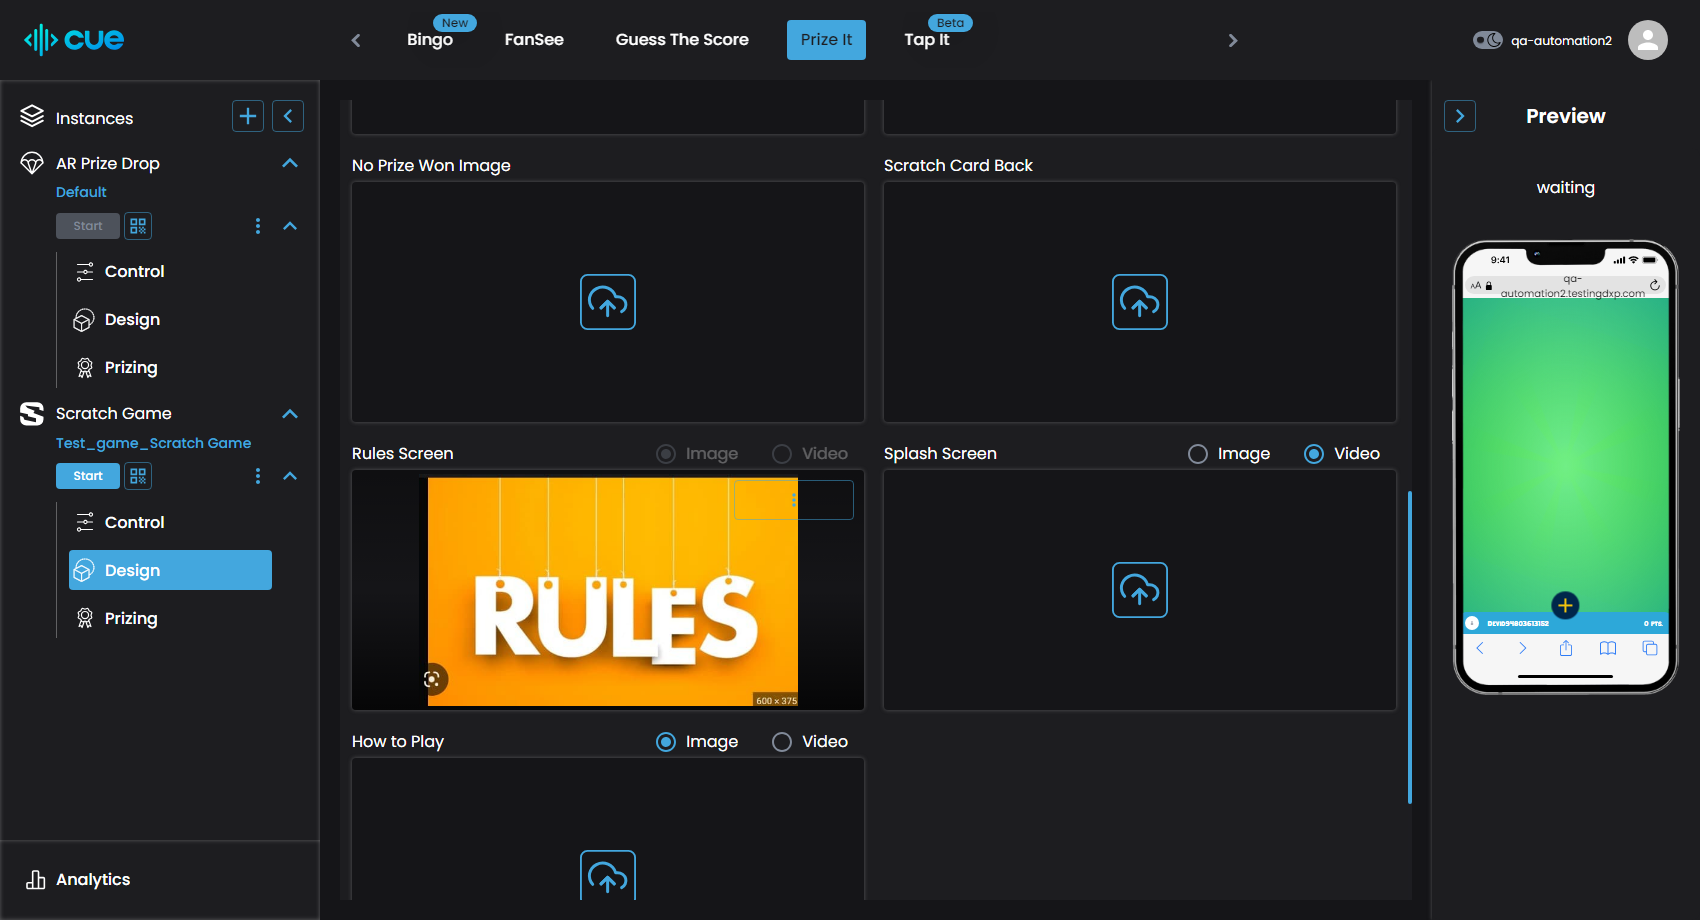 cue
New
Beta
Bingo
FanSee
Guess The Score
Prize It
Tap It
qa-automation2
Instances
AR Prize Drop
Default
Start
Control
Design
Prizing
Scratch Game
Test_game_Scratch Game
Start
Control
Design
Prizing
Analytics
No Prize Won Image
Scratch Card Back
Rules Screen
Image
Video
Splash Screen
Image
Video
RULES
600 × 375
How to Play
Image
Video
Preview
waiting
9:41
AA
qa-
automation2.testingdxp.com
0 PTS.